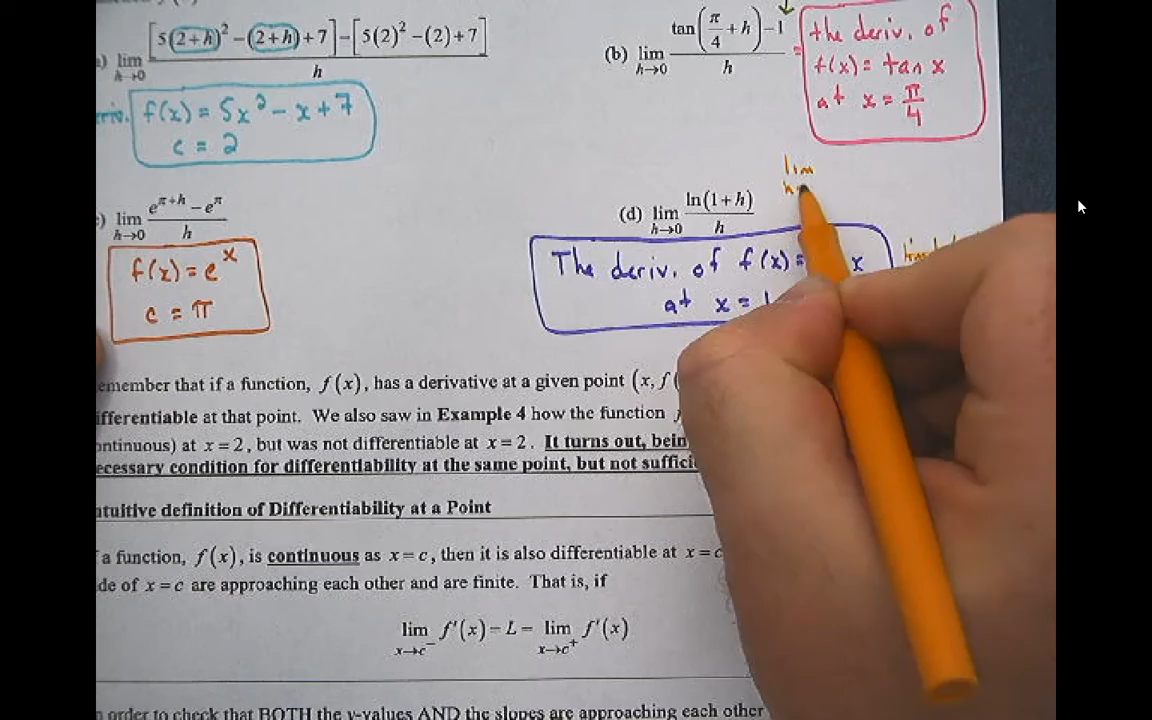 ) lim [5(2+h)² −(2+h)+7]−[5(2)² −(2)+7] / h
h→0
(b) lim tan(π/4 + h)−1 / h
h→0
= the deriv. of
f(x) = tan x
at x = π/4
eriv. f(x) = 5x² − x + 7
c = 2
) lim e^(π+h) − e^π / h
h→0
f(x) = e^x
c = π
(d) lim ln(1+h) / h
h→0
lim
h
The deriv. of f(x) = x
at x = 1
emember that if a function, f(x), has a derivative at a given point (x, f(
ifferentiable at that point. We also saw in Example 4 how the function
ontinuous) at x = 2, but was not differentiable at x = 2. It turns out, bein
ecessary condition for differentiability at the same point, but not suffici
ntuitive definition of Differentiability at a Point
a function, f(x), is continuous as x = c, then it is also differentiable at x = c
de of x = c are approaching each other and are finite. That is, if
lim f′(x) = L = lim f′(x)
x→c⁻ x→c⁺
n order to check that BOTH the y-values AND the slopes are approaching each other